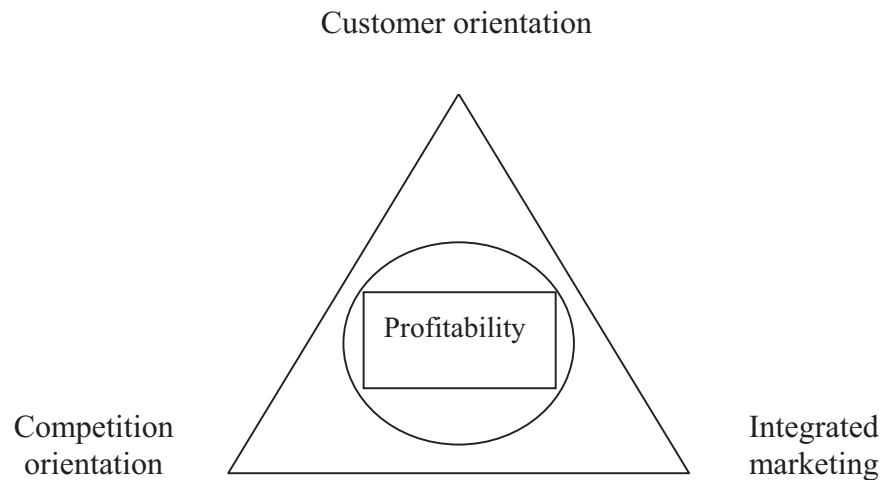 Customer orientation
Profitability
Competition
orientation
Integrated
marketing